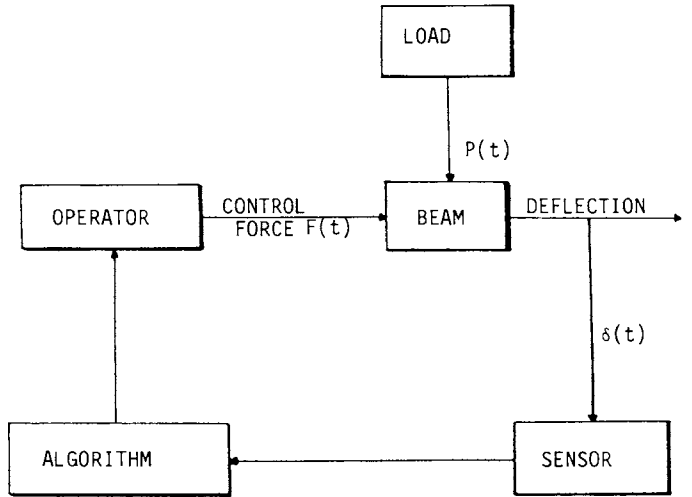 LOAD
P(t)
OPERATOR
CONTROL
FORCE F(t)
BEAM
DEFLECTION
δ(t)
ALGORITHM
SENSOR